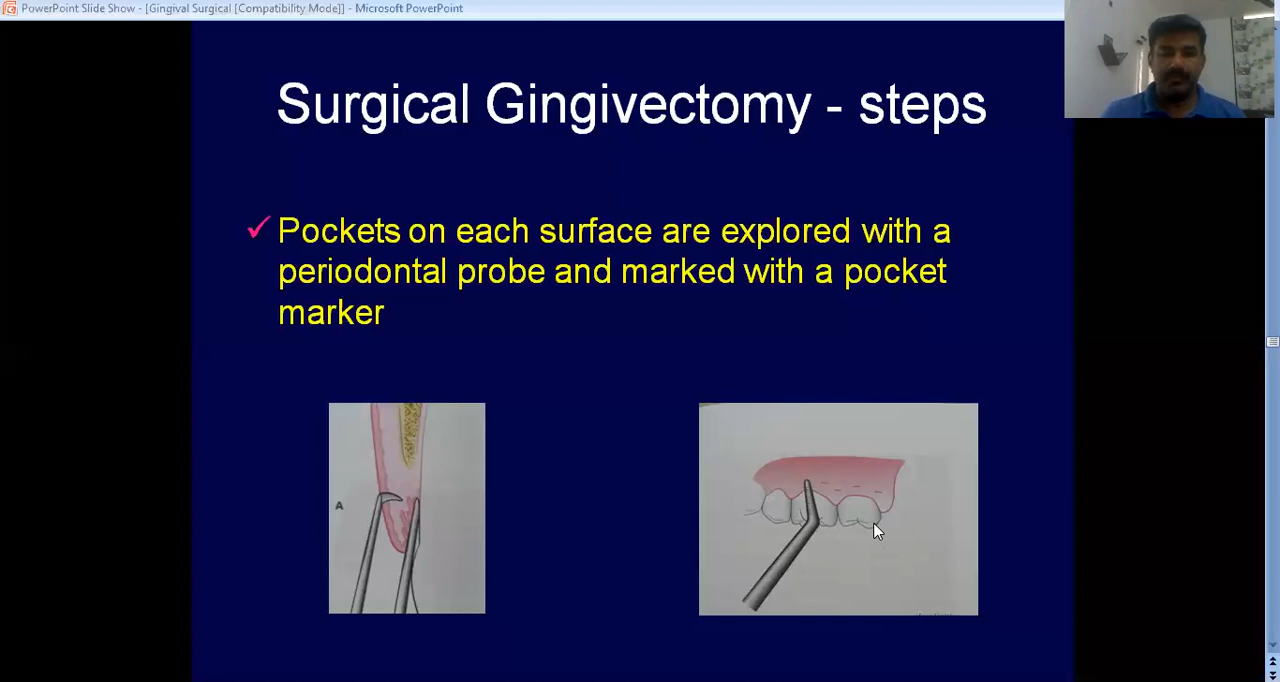 PowerPoint Slide Show - [Gingival Surgical [Compatibility Mode]] - Microsoft PowerPoint
Surgical Gingivectomy - steps
Pockets on each surface are explored with a
periodontal probe and marked with a pocket
marker
A